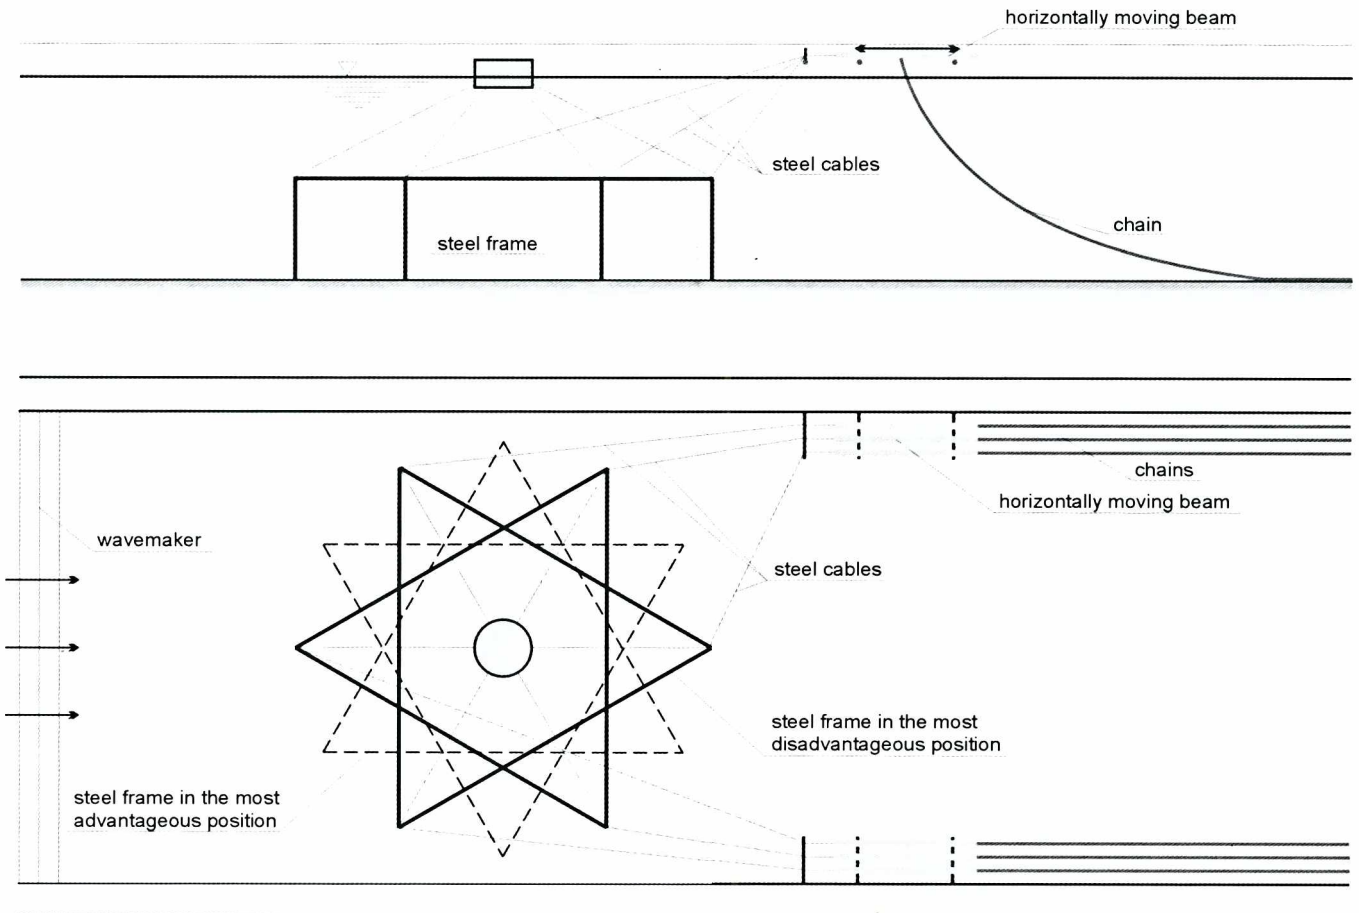 horizontally moving beam
steel cables
chain
steel frame
chains
horizontally moving beam
wavemaker
steel cables
steel frame in the most
disadvantageous position
steel frame in the most
advantageous position